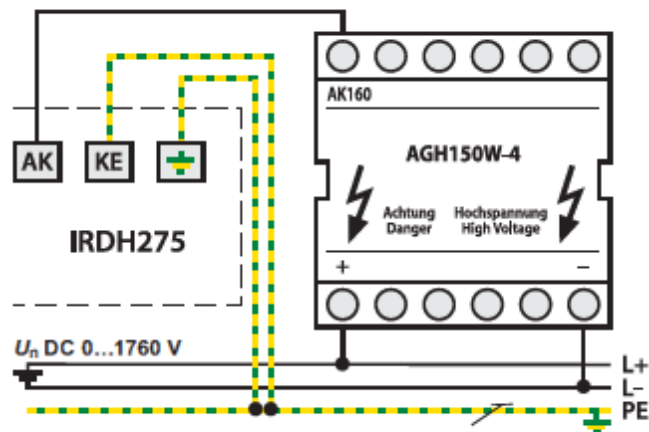 AK160
AGH150W-4
AK KE
Achtung Hochspannung
Danger High Voltage
IRDH275
+ –
Un DC 0...1760 V
L+
L–
PE